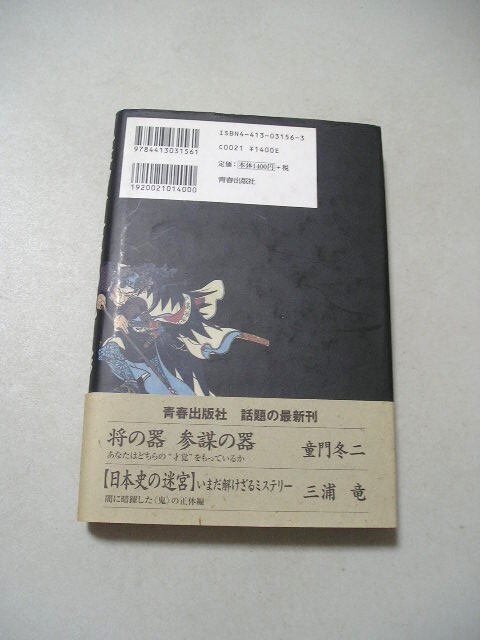 ISBN4-413-03156-3
C0021 ¥1400E
定価:本体1400円+税
青春出版社
9784413031561
1920021014000
青春出版社 話題の最新刊
将の器 参謀の器 童門冬二
あなたはどちらの“才覚”をもっているか
【日本史の迷宮】いまだ解けざるミステリー 三浦 竜
闇に暗躍した〈鬼〉の正体編